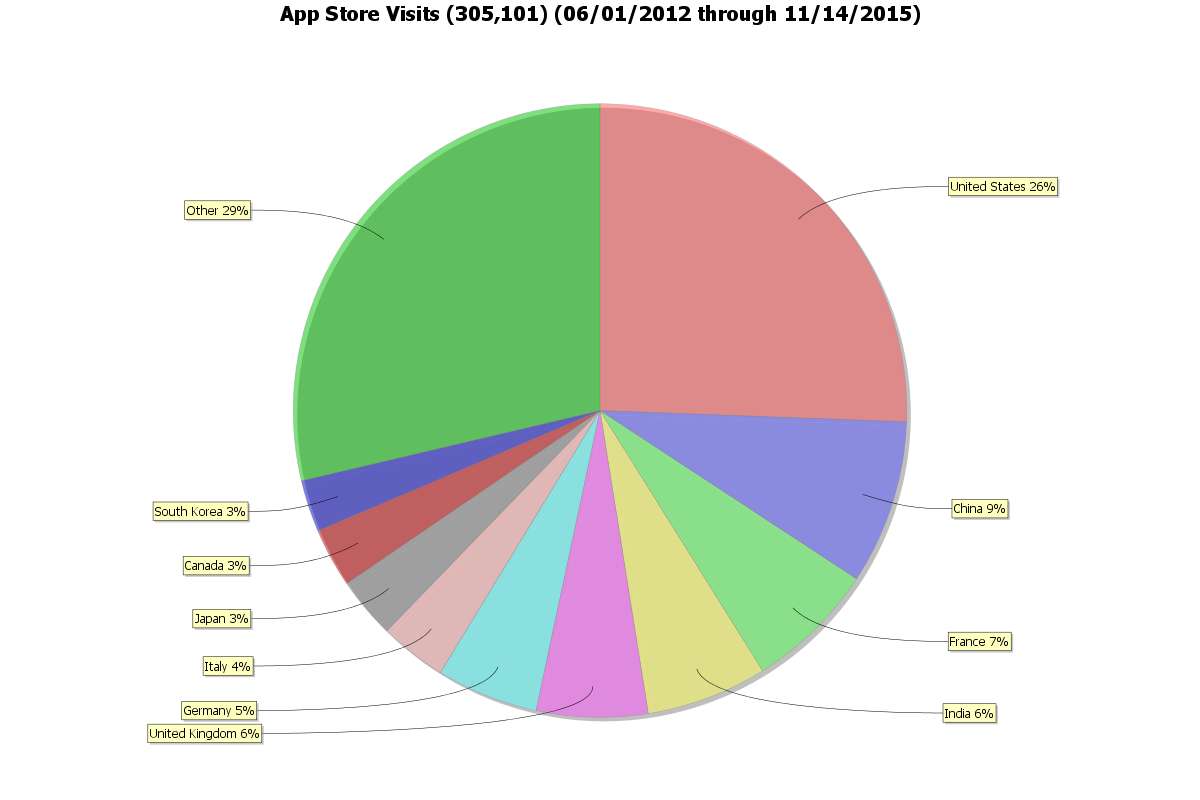 App Store Visits (305,101) (06/01/2012 through 11/14/2015)
United States 26%
Other 29%
China 9%
South Korea 3%
Canada 3%
Japan 3%
France 7%
Italy 4%
Germany 5%
India 6%
United Kingdom 6%